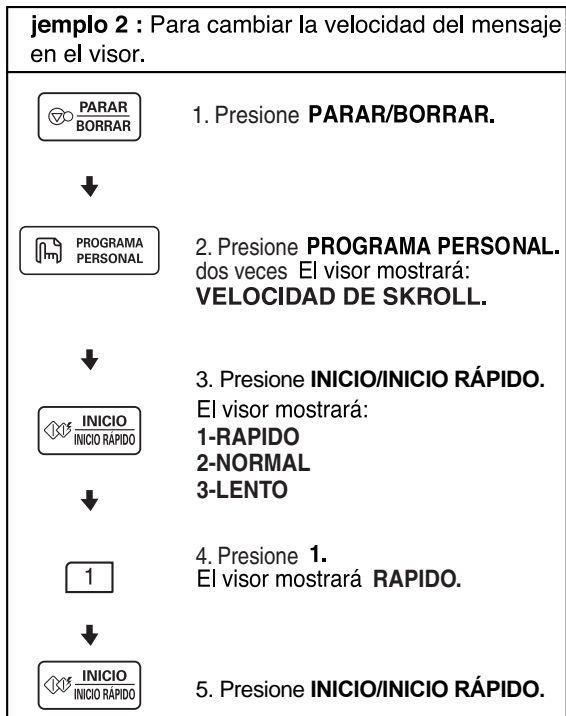 jemplo 2 : Para cambiar la velocidad del mensaje
en el visor.
PARAR
BORRAR
1. Presione PARAR/BORRAR.
PROGRAMA
PERSONAL
2. Presione PROGRAMA PERSONAL.
dos veces El visor mostrará:
VELOCIDAD DE SKROLL.
3. Presione INICIO/INICIO RÁPIDO.
INICIO
INICIO RÁPIDO
El visor mostrará:
1-RAPIDO
2-NORMAL
3-LENTO
1
4. Presione 1.
El visor mostrará RAPIDO.
INICIO
INICIO RÁPIDO
5. Presione INICIO/INICIO RÁPIDO.